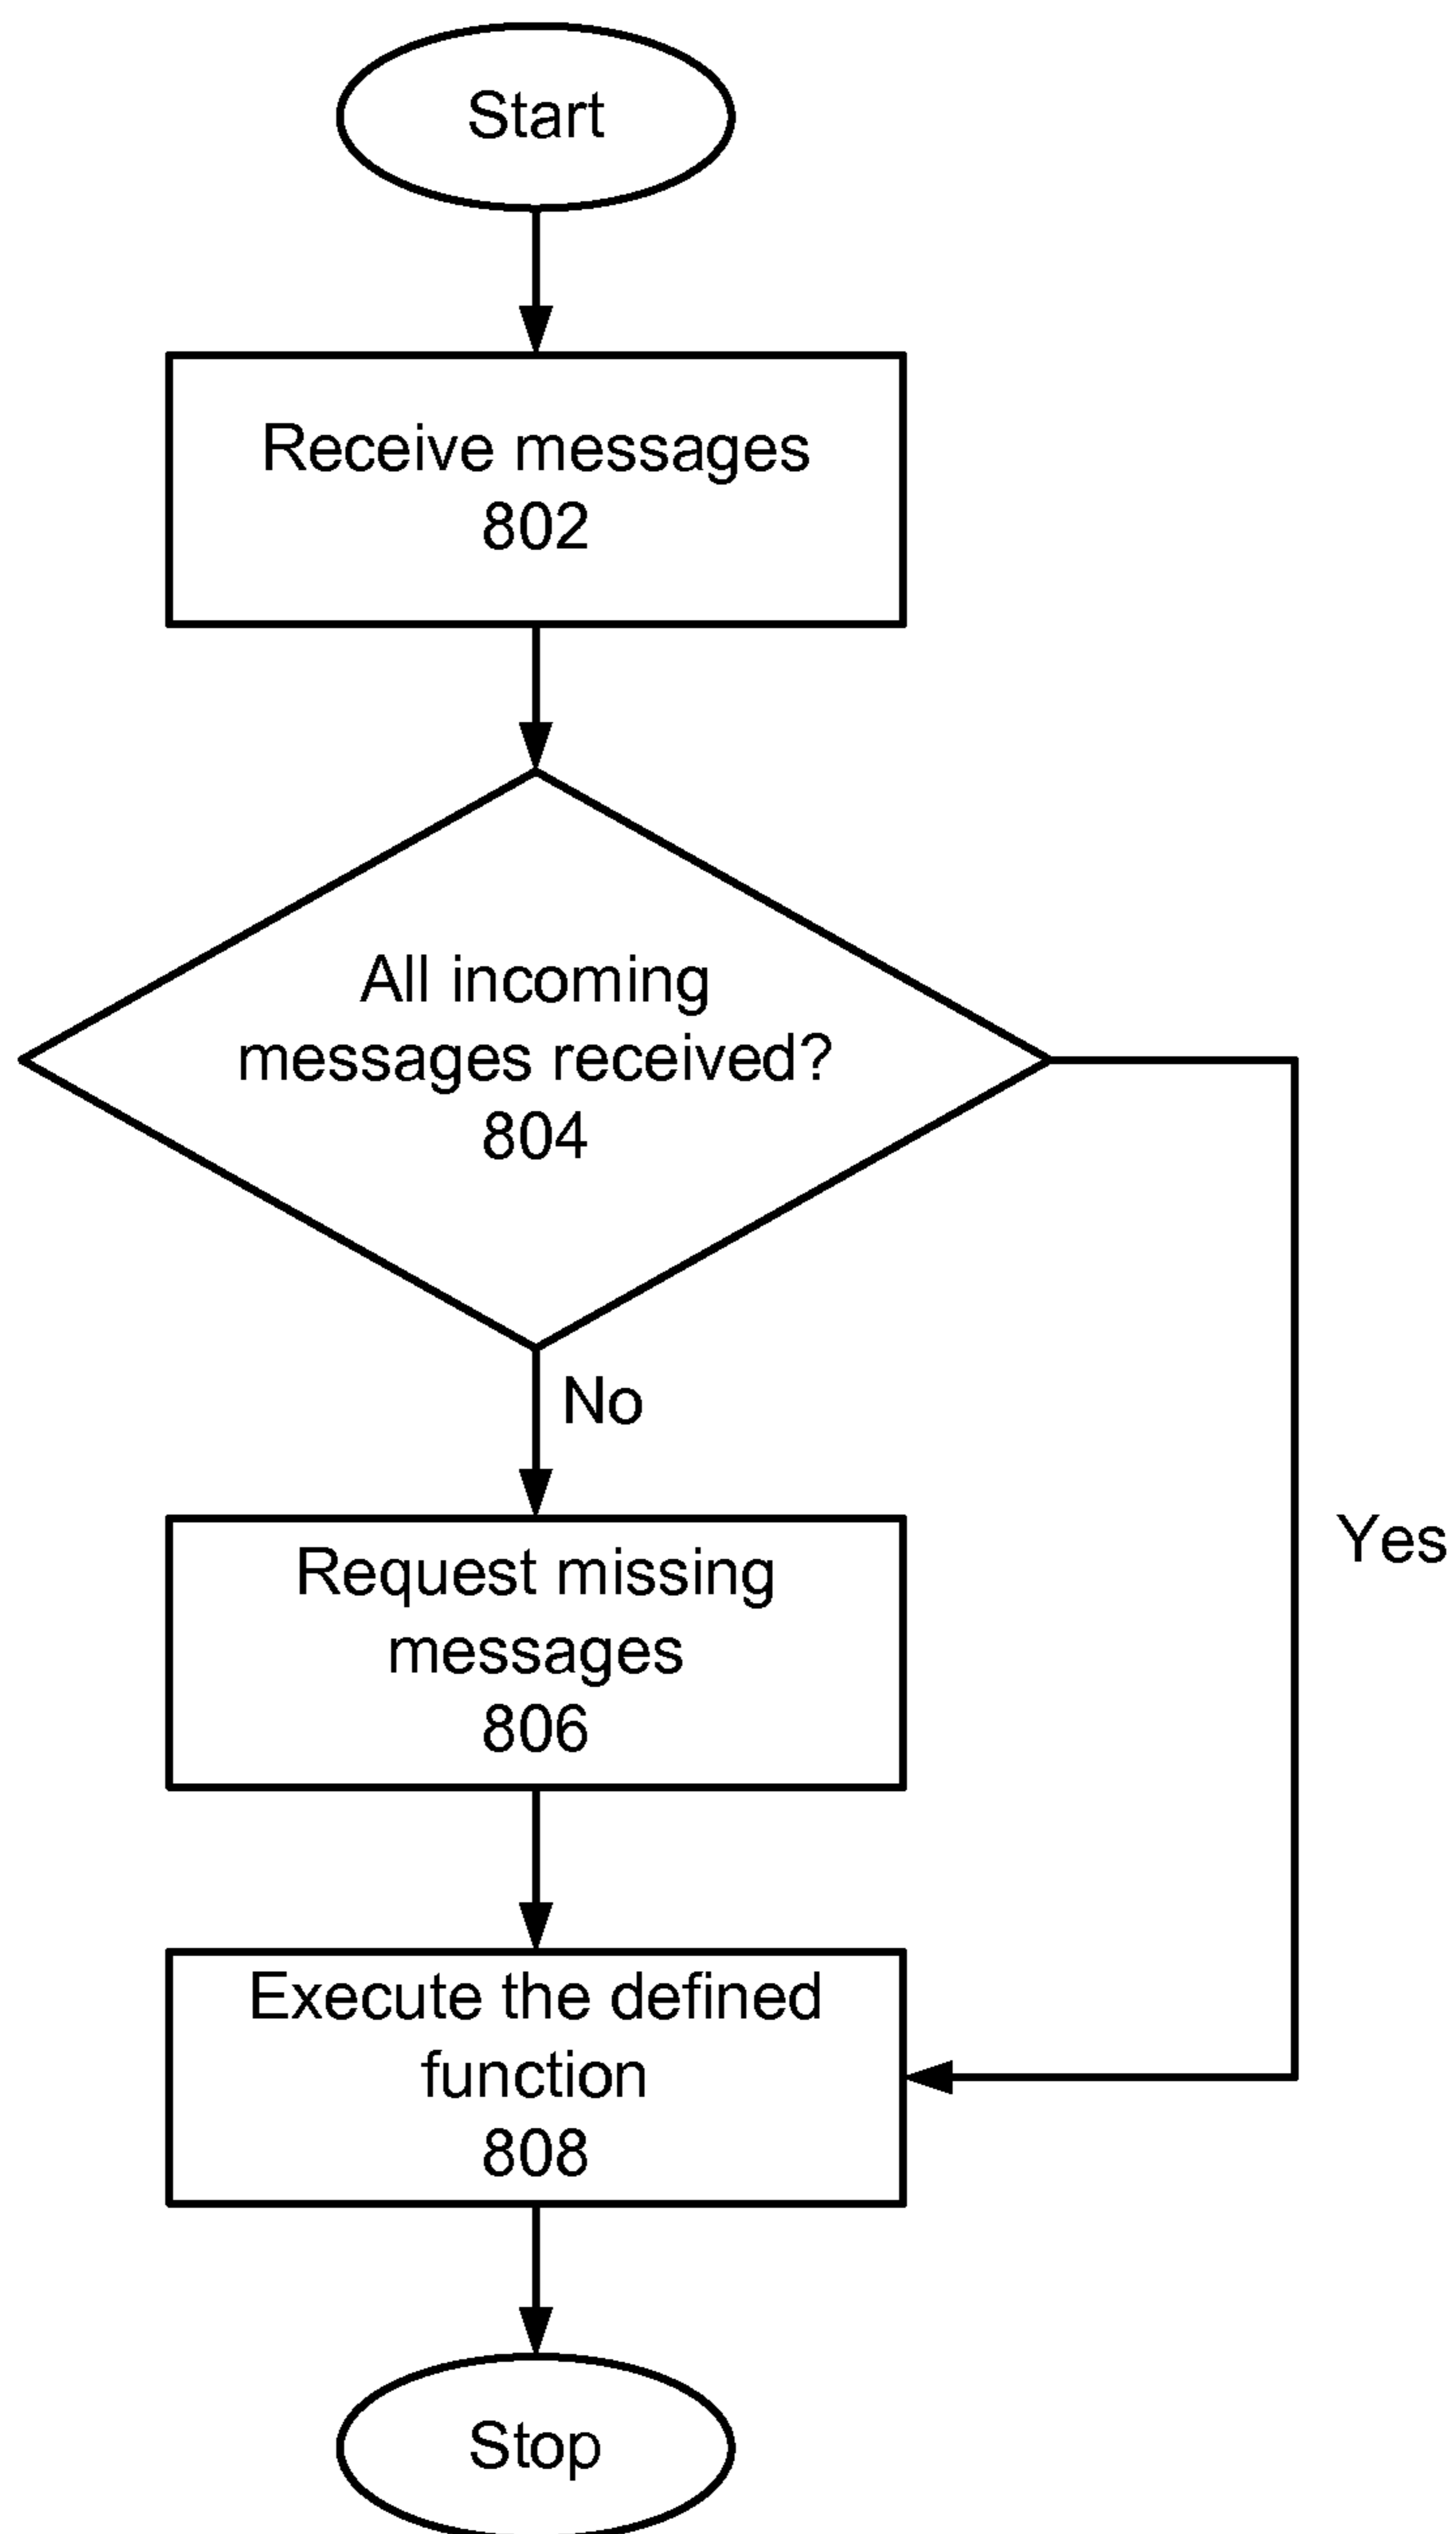 Start
Receive messages
802
All incoming
messages received?
804
No
Yes
Request missing
messages
806
Execute the defined
function
808
Stop